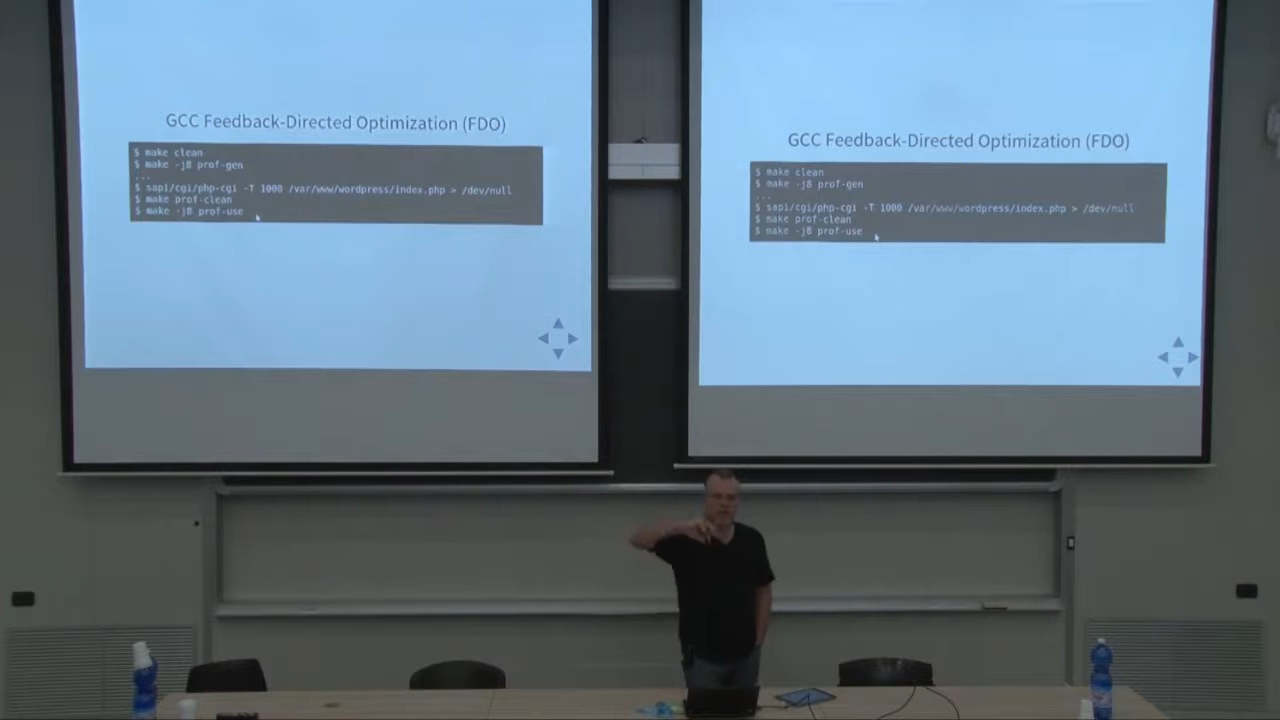 GCC Feedback-Directed Optimization (FDO)
$ make clean
$ make -j8 prof-gen
...
$ sapi/cgi/php-cgi -T 1000 /var/www/wordpress/index.php > /dev/null
$ make prof-clean
$ make -j8 prof-use
GCC Feedback-Directed Optimization (FDO)
$ make clean
$ make -j8 prof-gen
...
$ sapi/cgi/php-cgi -T 1000 /var/www/wordpress/index.php > /dev/null
$ make prof-clean
$ make -j8 prof-use